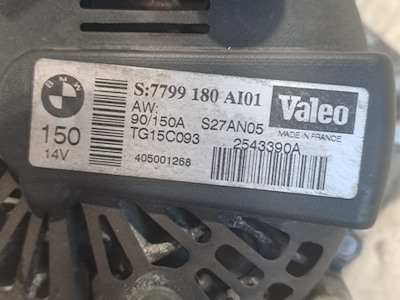 BMW
S:7799 180 AI01
AW:
90/150A S27AN05
TG15C093
2543390A
405001268
150
14V
Valeo
MADE IN FRANCE